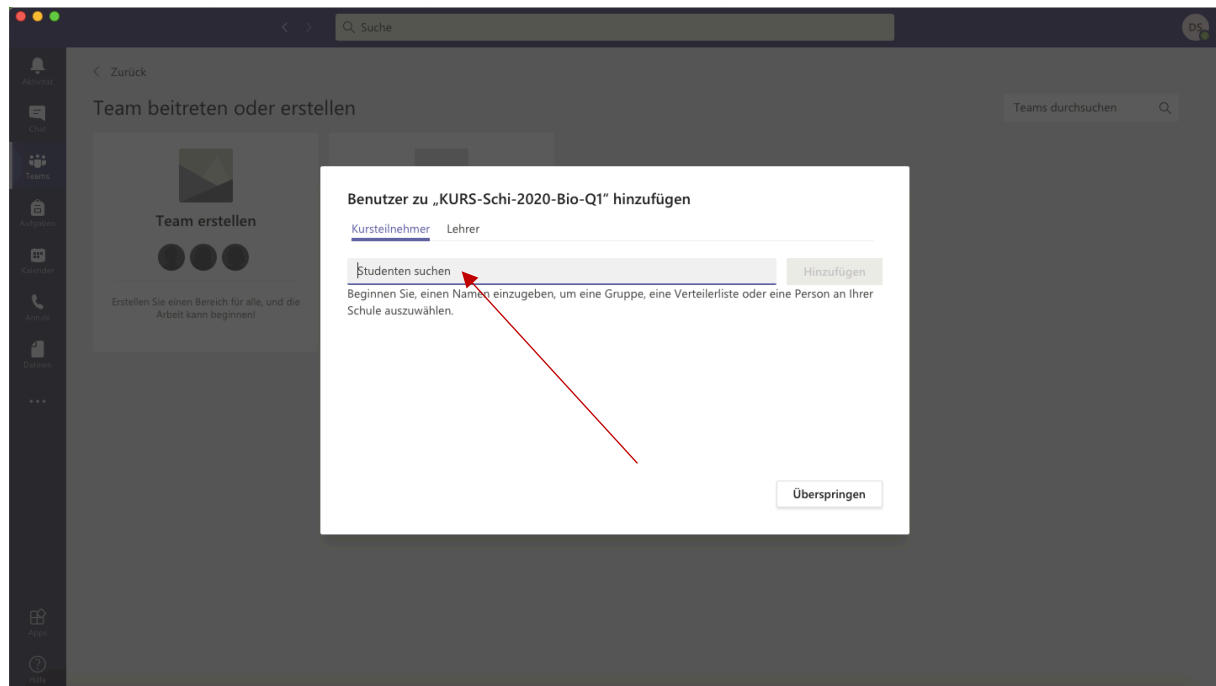 Suche
DS
Aktivität
Zurück
Chat
Team beitreten oder erstellen
Teams durchsuchen
Teams
Aufgaben
Team erstellen
Kalender
Erstellen Sie einen Bereich für alle, und die
Arbeit kann beginnen!
Anrufe
Dateien
Benutzer zu „KURS-Schi-2020-Bio-Q1“ hinzufügen
Kursteilnehmer Lehrer
Studenten suchen
Hinzufügen
Beginnen Sie, einen Namen einzugeben, um eine Gruppe, eine Verteilerliste oder eine Person an Ihrer
Schule auszuwählen.
Überspringen
Apps
Hilfe